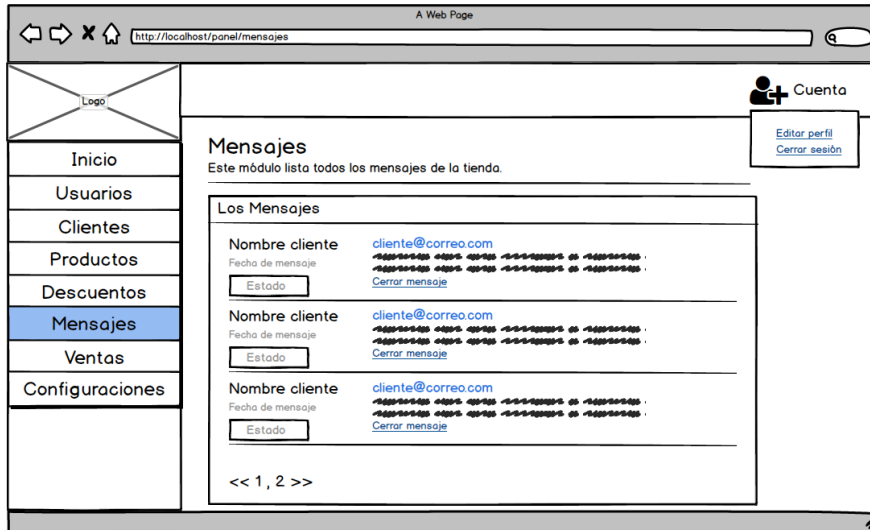 A Web Page
http://localhost/panel/mensajes
Logo
Cuenta
Editar perfil
Cerrar sesión
Inicio
Usuarios
Clientes
Productos
Descuentos
Mensajes
Ventas
Configuraciones
Mensajes
Este módulo lista todos los mensajes de la tienda.
Los Mensajes
Nombre cliente
Fecha de mensaje
Estado
cliente@correo.com
Cerrar mensaje
Nombre cliente
Fecha de mensaje
Estado
cliente@correo.com
Cerrar mensaje
Nombre cliente
Fecha de mensaje
Estado
cliente@correo.com
Cerrar mensaje
<< 1 , 2 >>